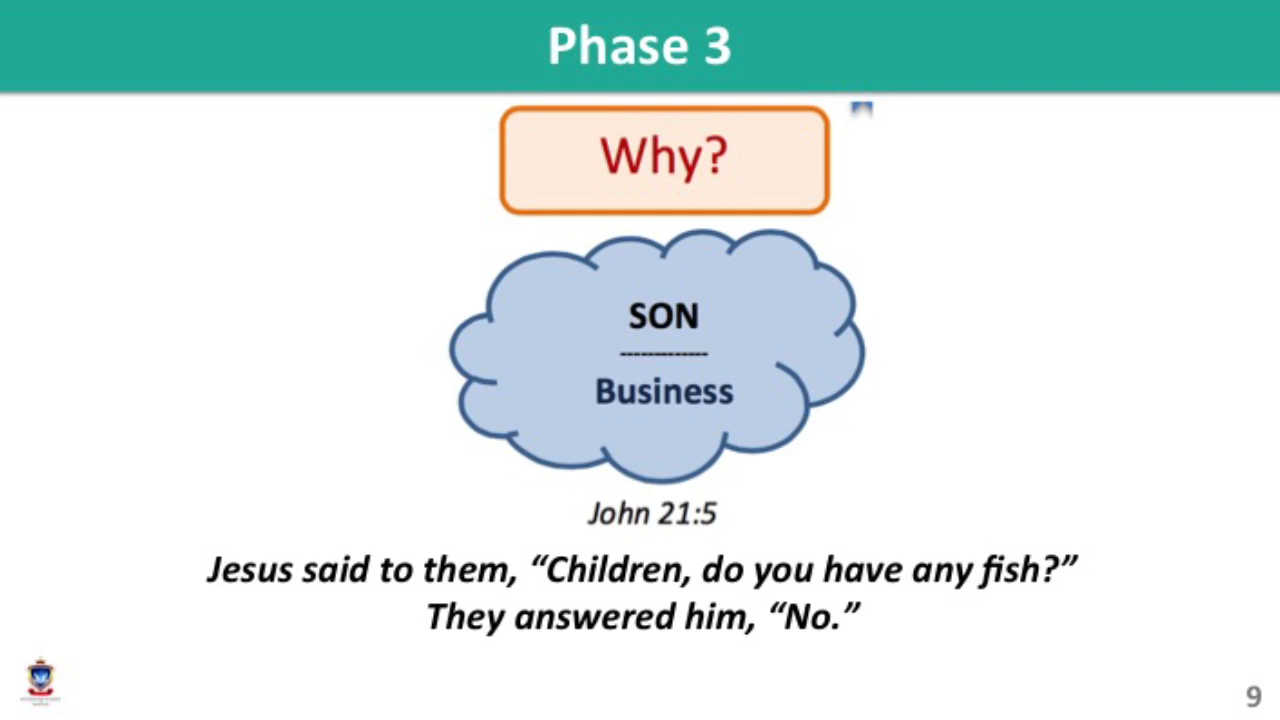 Phase 3
Why?
SON
-------------
Business
John 21:5
Jesus said to them, “Children, do you have any fish?”
They answered him, “No.”
9